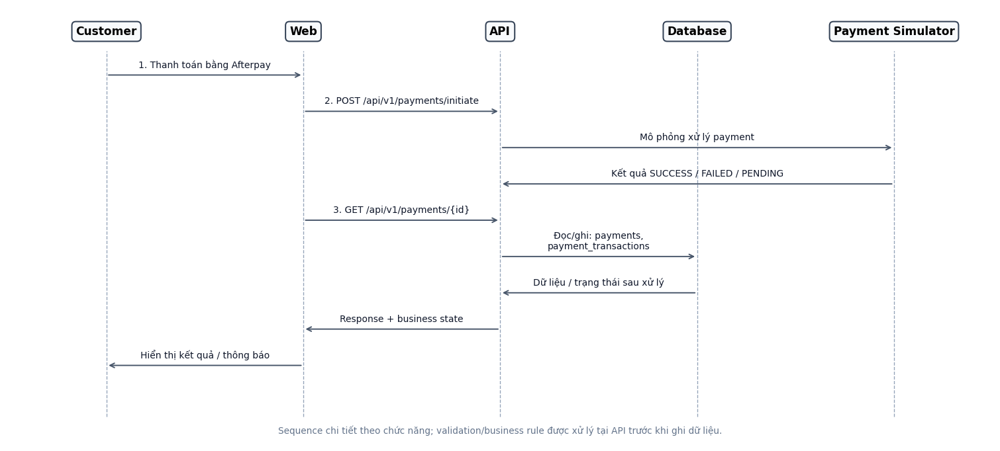 Customer
Web
API
Database
Payment Simulator
1. Thanh toán bằng Afterpay
2. POST /api/v1/payments/initiate
Mô phỏng xử lý payment
Kết quả SUCCESS / FAILED / PENDING
3. GET /api/v1/payments/{id}
Đọc/ghi: payments,
payment_transactions
Dữ liệu / trạng thái sau xử lý
Response + business state
Hiển thị kết quả / thông báo
Sequence chi tiết theo chức năng; validation/business rule được xử lý tại API trước khi ghi dữ liệu.